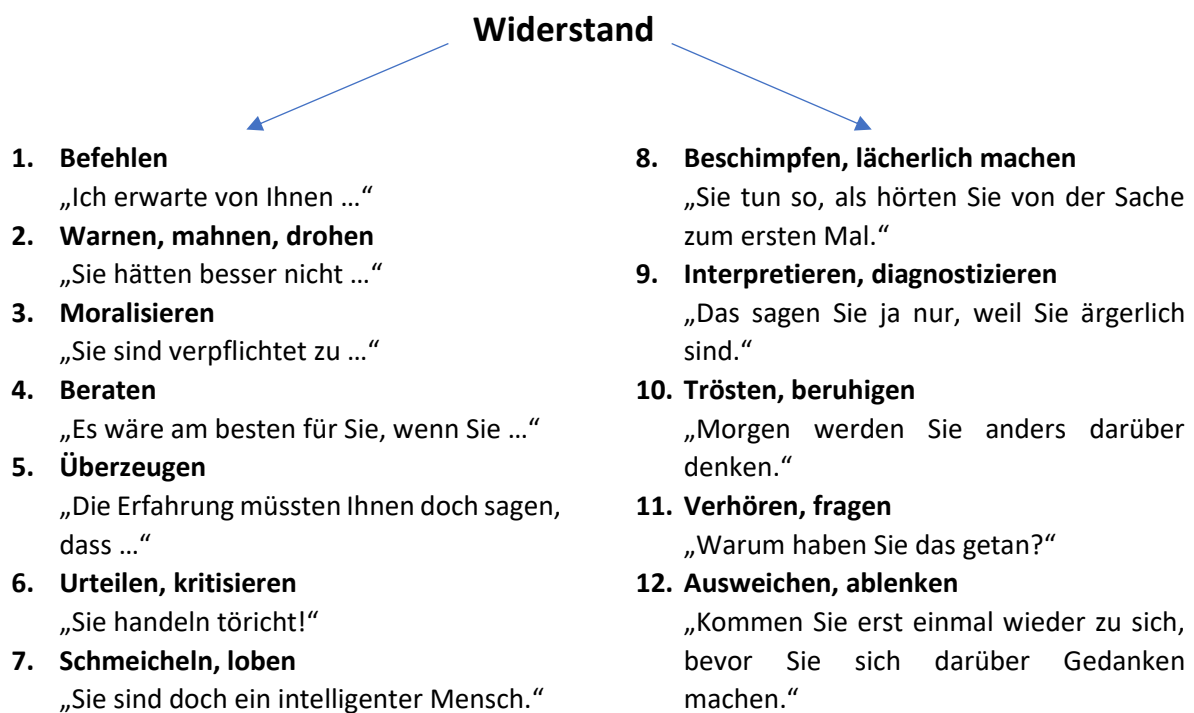 Widerstand
1. Befehlen
„Ich erwarte von Ihnen …“
2. Warnen, mahnen, drohen
„Sie hätten besser nicht …“
3. Moralisieren
„Sie sind verpflichtet zu …“
4. Beraten
„Es wäre am besten für Sie, wenn Sie …“
5. Überzeugen
„Die Erfahrung müssten Ihnen doch sagen,
dass …“
6. Urteilen, kritisieren
„Sie handeln töricht!“
7. Schmeicheln, loben
„Sie sind doch ein intelligenter Mensch.“
8. Beschimpfen, lächerlich machen
„Sie tun so, als hörten Sie von der Sache
zum ersten Mal.“
9. Interpretieren, diagnostizieren
„Das sagen Sie ja nur, weil Sie ärgerlich
sind.“
10. Trösten, beruhigen
„Morgen werden Sie anders darüber
denken.“
11. Verhören, fragen
„Warum haben Sie das getan?“
12. Ausweichen, ablenken
„Kommen Sie erst einmal wieder zu sich,
bevor Sie sich darüber Gedanken
machen.“